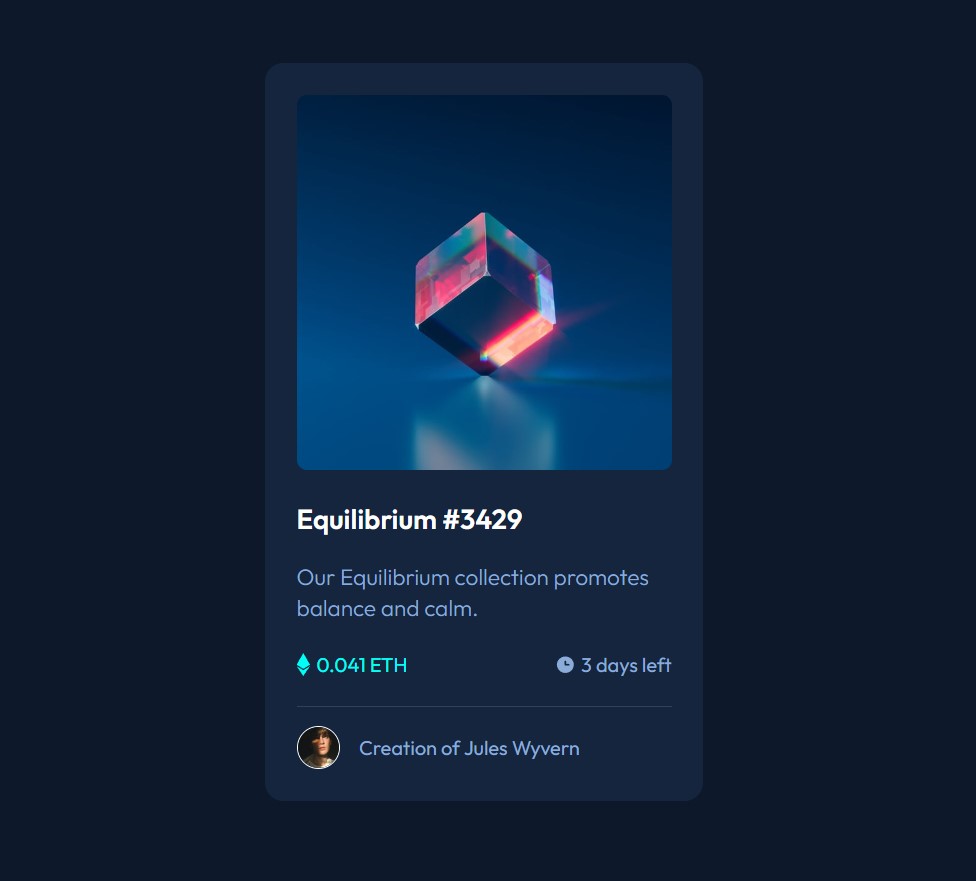 Equilibrium #3429
Our Equilibrium collection promotes
balance and calm.
0.041 ETH
3 days left
Creation of Jules Wyvern